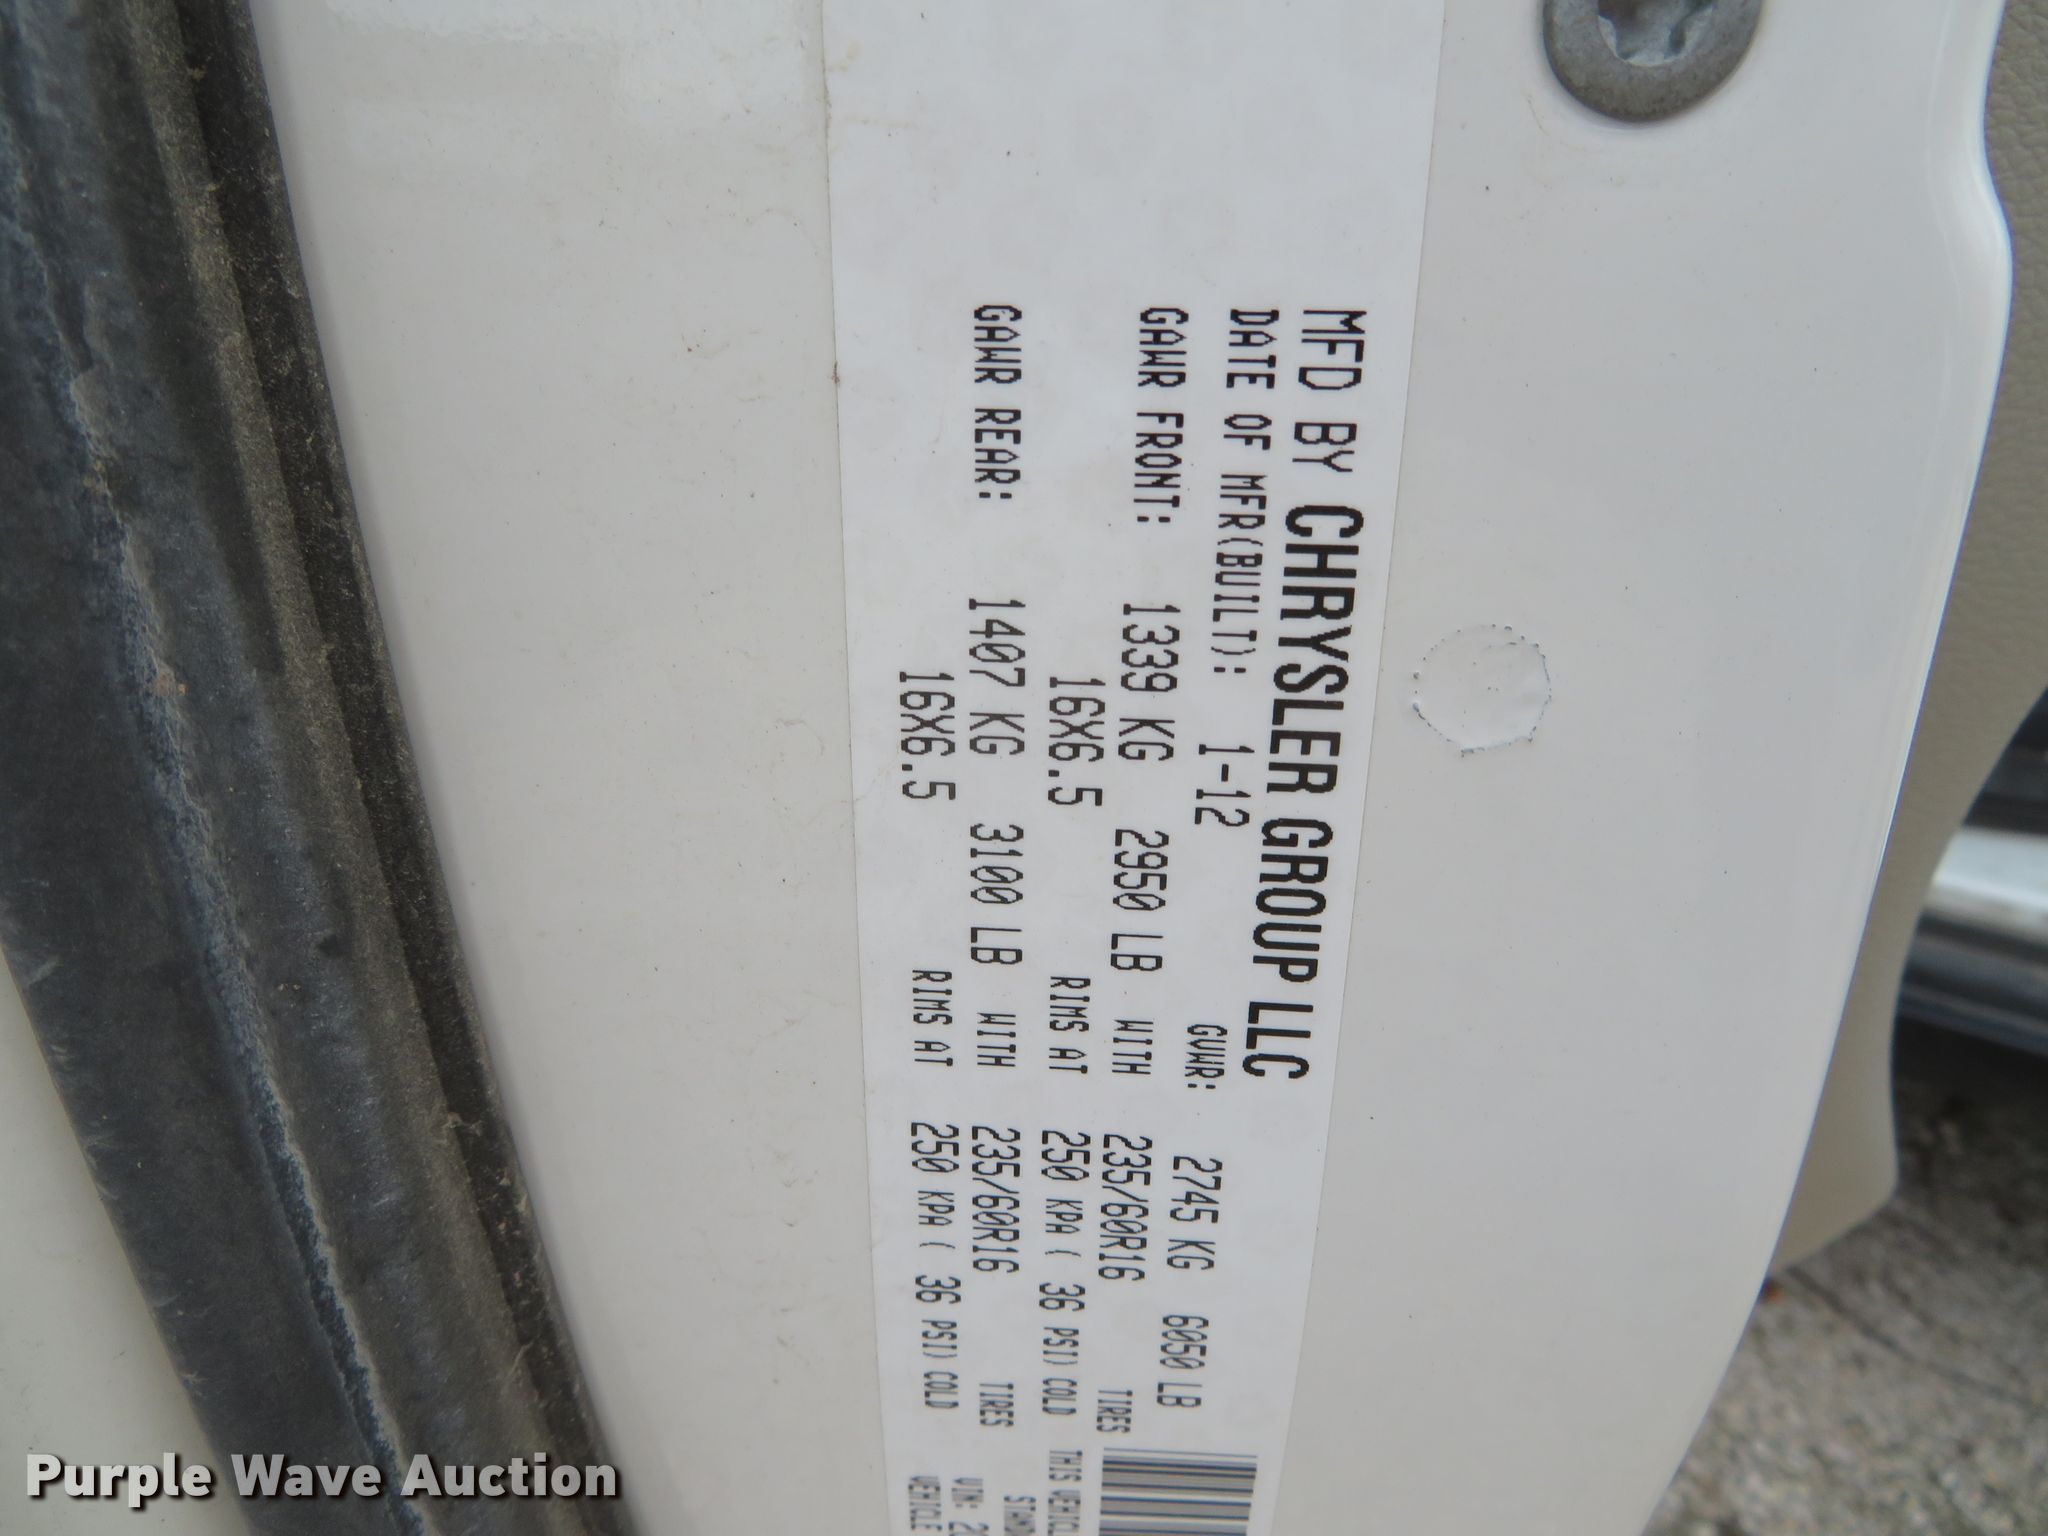 MFD BY CHRYSLER GROUP LLC
DATE OF MFR(BUILT): 1-12 GVWR: 2745 KG 6050 LB
GAWR FRONT: 1339 KG 2950 LB WITH 235/60R16 TIRES
16X6.5 RIMS AT 250 KPA ( 36 PSI) COLD
GAWR REAR: 1407 KG 3100 LB WITH 235/60R16 TIRES
16X6.5 RIMS AT 250 KPA ( 36 PSI) COLD
THIS
VIN:
VEHICLE
Purple Wave Auction